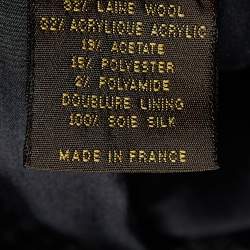 32% LAINE WOOL
32% ACRYLIQUE ACRYLIC
19% ACETATE
15% POLYESTER
2% POLYAMIDE
DOUBLURE LINING
100% SOIE SILK
MADE IN FRANCE